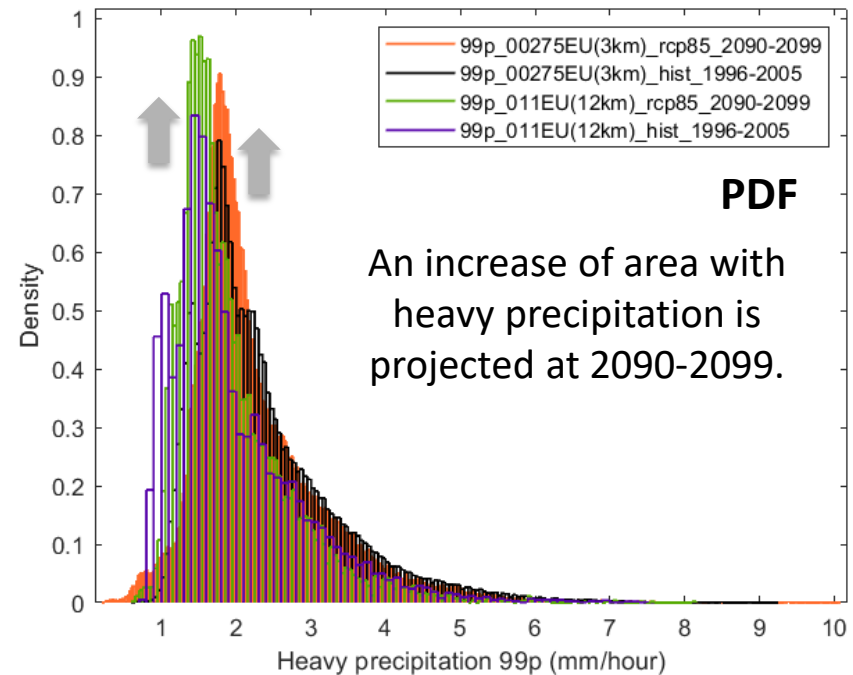 99p_00275EU(3km)_rcp85_2090-2099
99p_00275EU(3km)_hist_1996-2005
99p_011EU(12km)_rcp85_2090-2099
99p_011EU(12km)_hist_1996-2005
PDF
An increase of area with
heavy precipitation is
projected at 2090-2099.
Density
1
0.9
0.8
0.7
0.6
0.5
0.4
0.3
0.2
0.1
0
1 2 3 4 5 6 7 8 9 10
Heavy precipitation 99p (mm/hour)